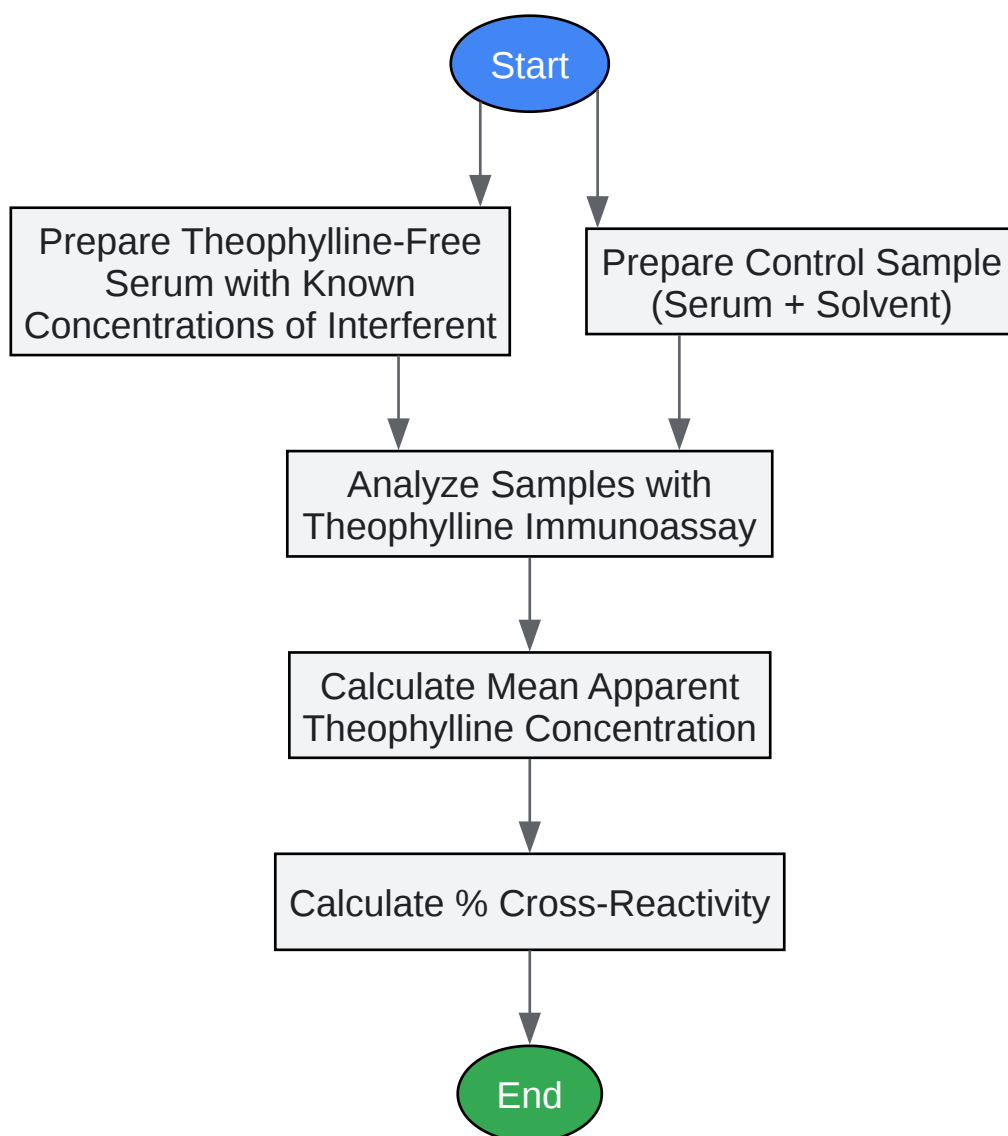 Start
Prepare Theophylline-Free
Serum with Known
Concentrations of Interferent
Prepare Control Sample
(Serum + Solvent)
Analyze Samples with
Theophylline Immunoassay
Calculate Mean Apparent
Theophylline Concentration
Calculate % Cross-Reactivity
End